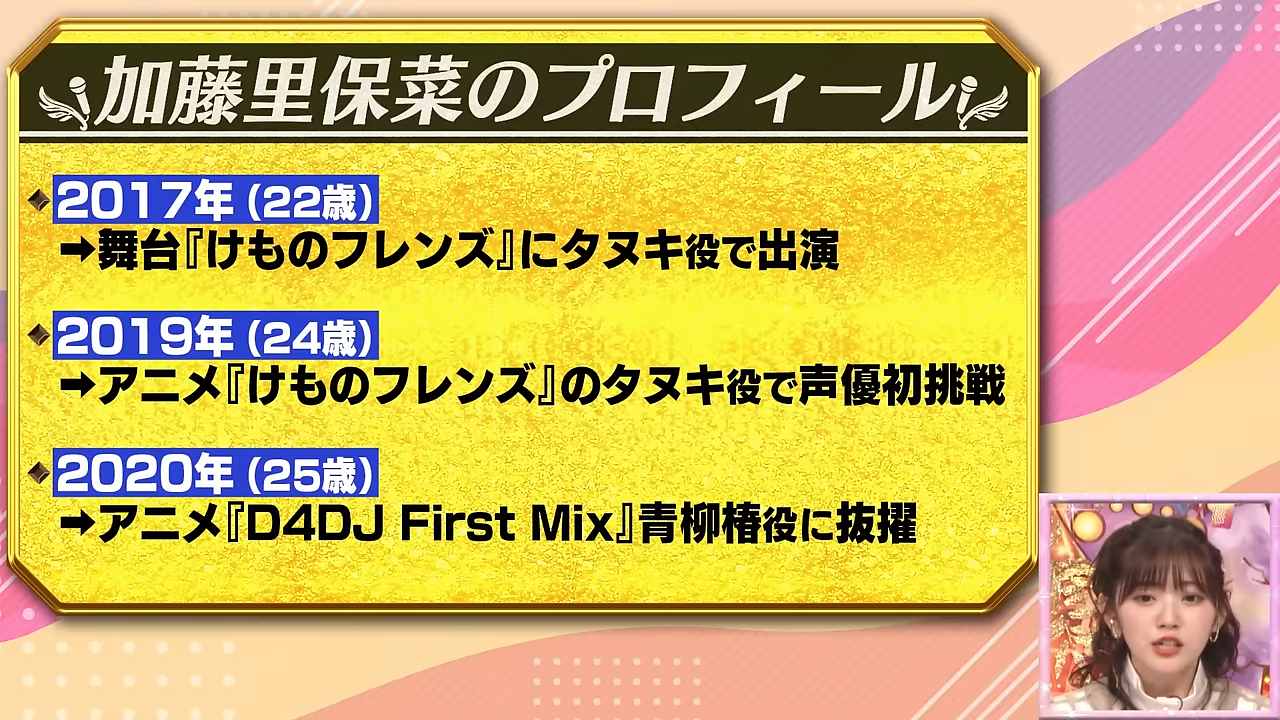 加藤里保菜のプロフィール
2017年(22歳)
➡舞台『けものフレンズ』にタヌキ役で出演
2019年(24歳)
➡アニメ『けものフレンズ』のタヌキ役で声優初挑戦
2020年(25歳)
➡アニメ『D4DJ First Mix』青柳椿役に抜擢